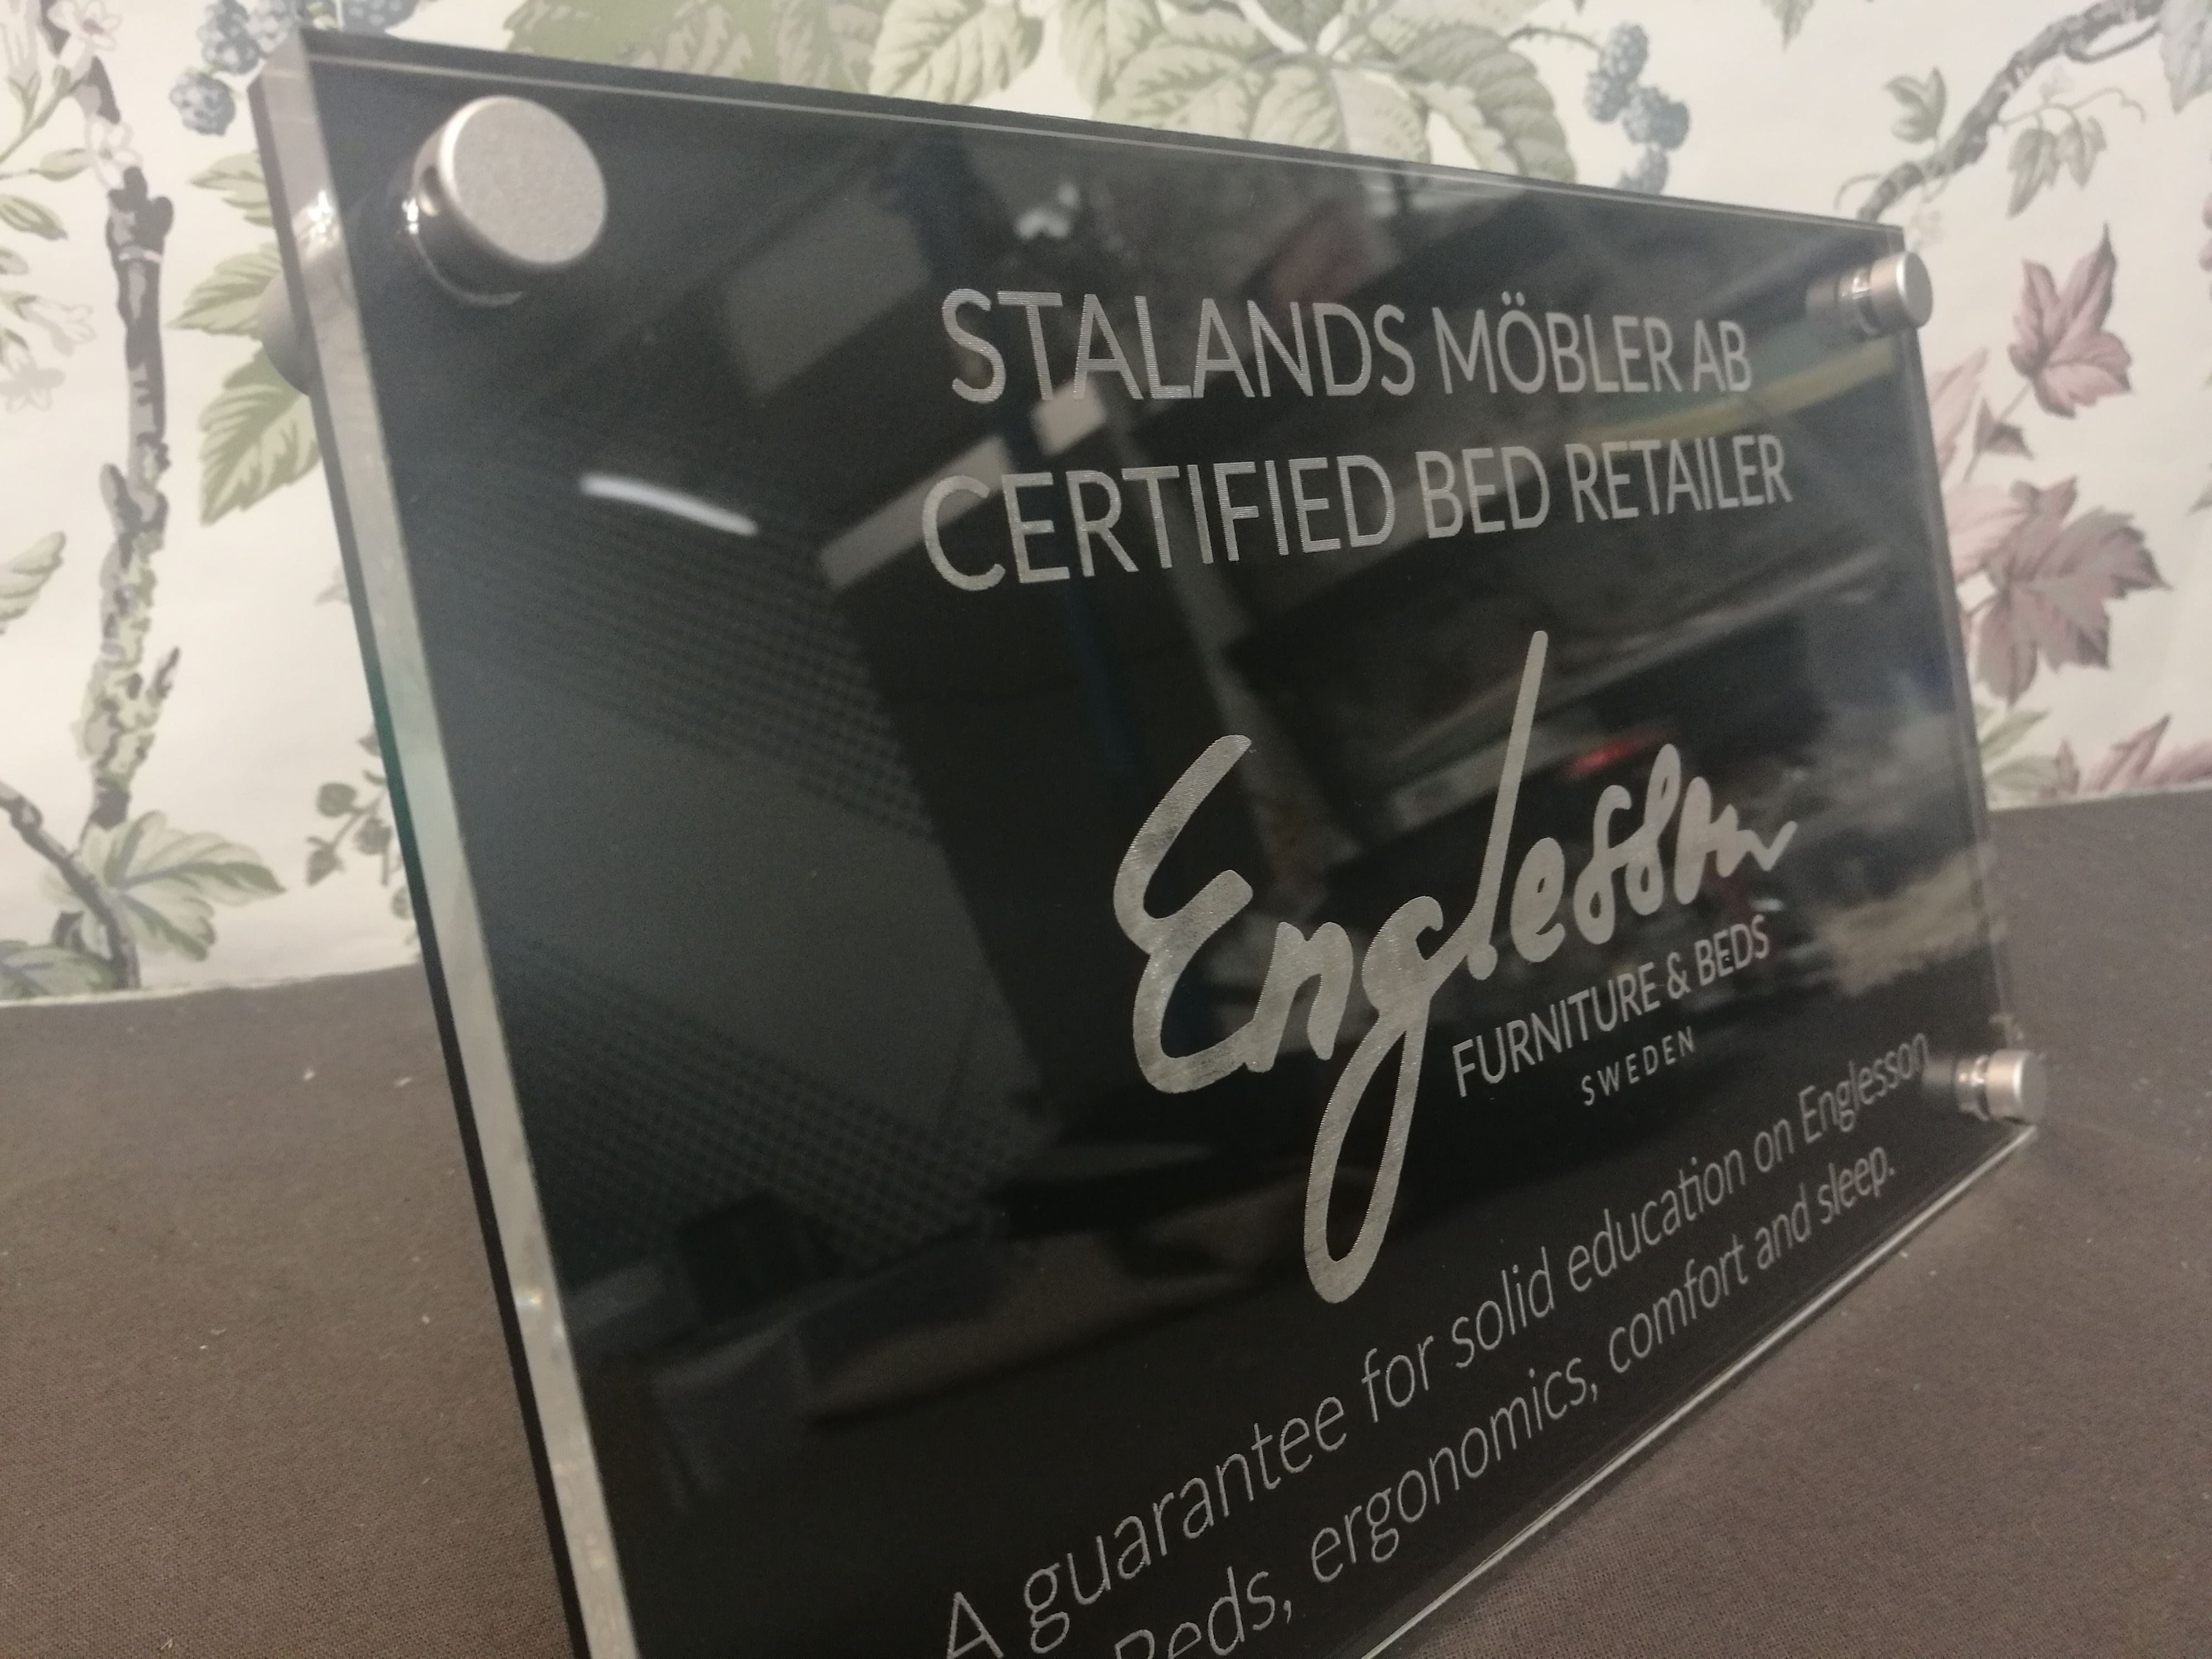 STALANDS MÖBLER AB
CERTIFIED BED RETAILER
Englesson
FURNITURE & BEDS
SWEDEN
A guarantee for solid education on Englesson
Beds, ergonomics, comfort and sleep.